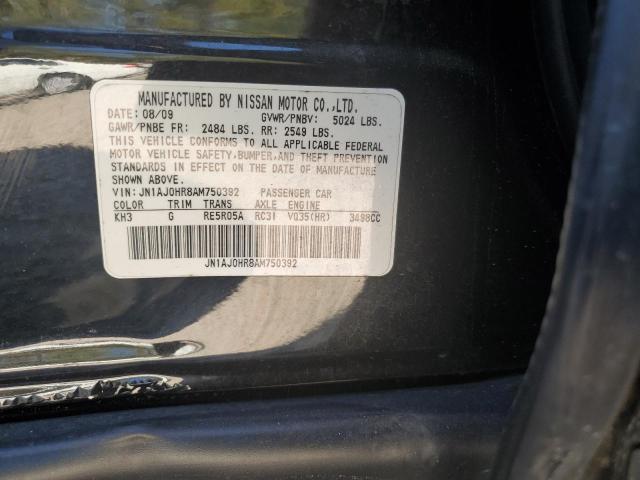 MANUFACTURED BY NISSAN MOTOR CO.,LTD.
DATE: 08/09 GVWR/PNBV: 5024 LBS.
GAWR/PNBE FR: 2484 LBS. RR: 2549 LBS.
THIS VEHICLE CONFORMS TO ALL APPLICABLE FEDERAL
MOTOR VEHICLE SAFETY, BUMPER, AND THEFT PREVENTION
STANDARDS IN EFFECT ON THE DATE OF MANUFACTURE
SHOWN ABOVE.
VIN: JN1AJ0HR8AM750392 PASSENGER CAR
COLOR TRIM TRANS AXLE ENGINE
KH3 G RE5R05A RC31 VQ35(HR) 3498CC
JN1AJ0HR8AM750392